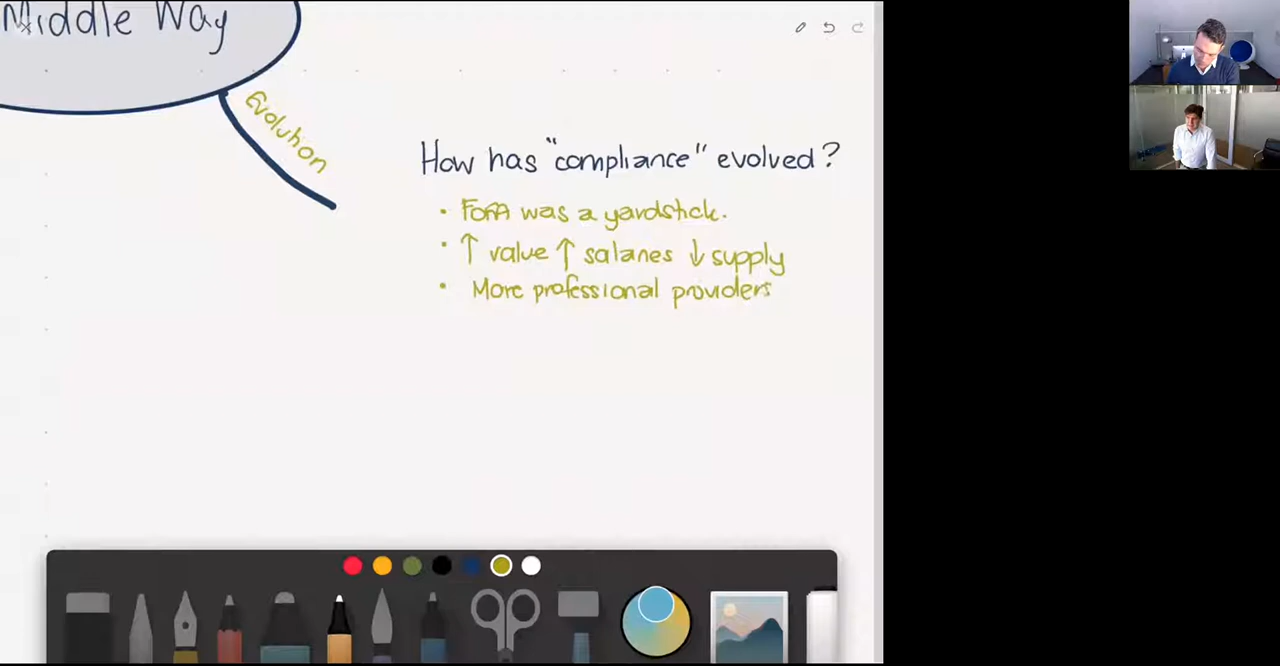 Middle Way
Evolution
How has "compliance" evolved?
• FOFA was a yardstick.
• ↑ value ↑ salaries ↓ supply
• More professional providers